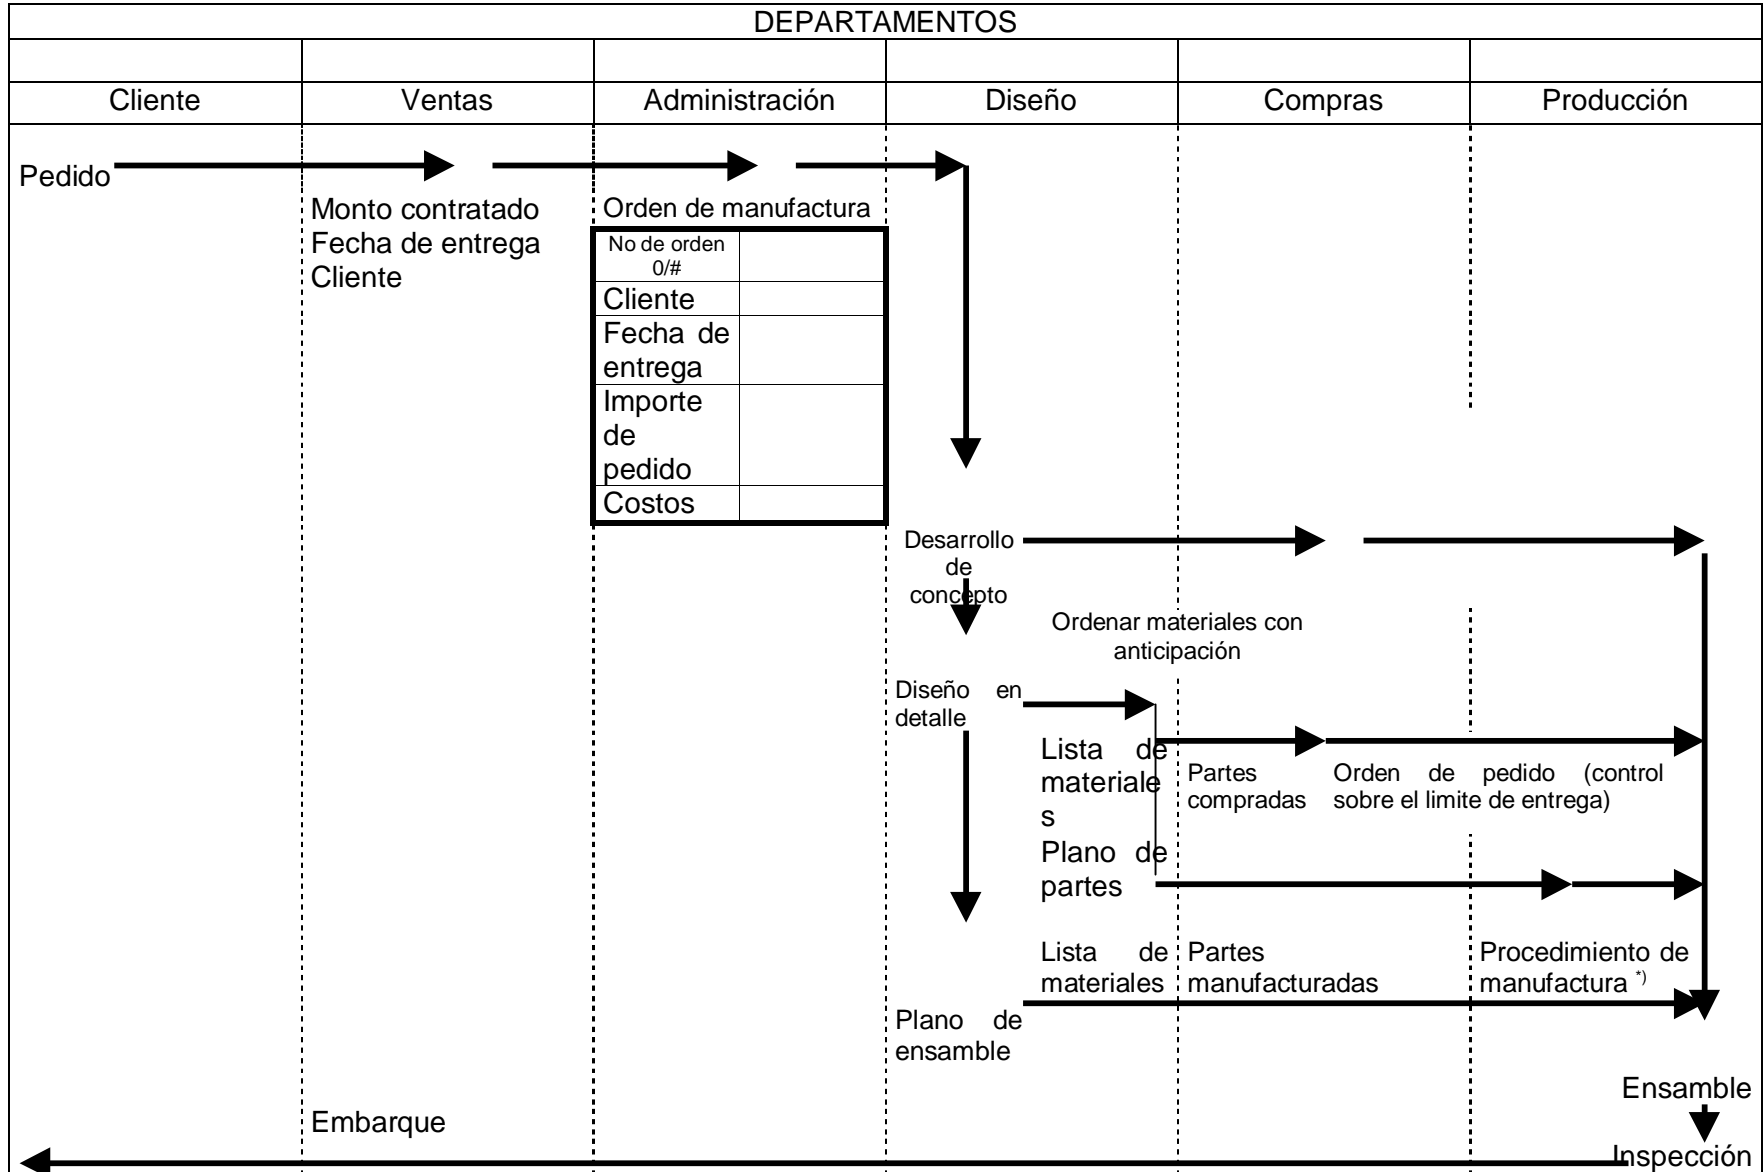 DEPARTAMENTOS
Cliente Ventas Administración Diseño Compras Producción
Pedido
Monto contratado
Fecha de entrega
Cliente
Orden de manufactura
No de orden
0/#
Cliente
Fecha de
entrega
Importe
de
pedido
Costos
Desarrollo
de
concepto
Ordenar materiales con
anticipación
Diseño en
detalle
Lista de
materiale
s
Plano de
partes
Partes
compradas
Orden de pedido (control
sobre el limite de entrega)
Lista de
materiales
Partes
manufacturadas
Procedimiento de
manufactura *)
Plano de
ensamble
Ensamble
Embarque
Inspección